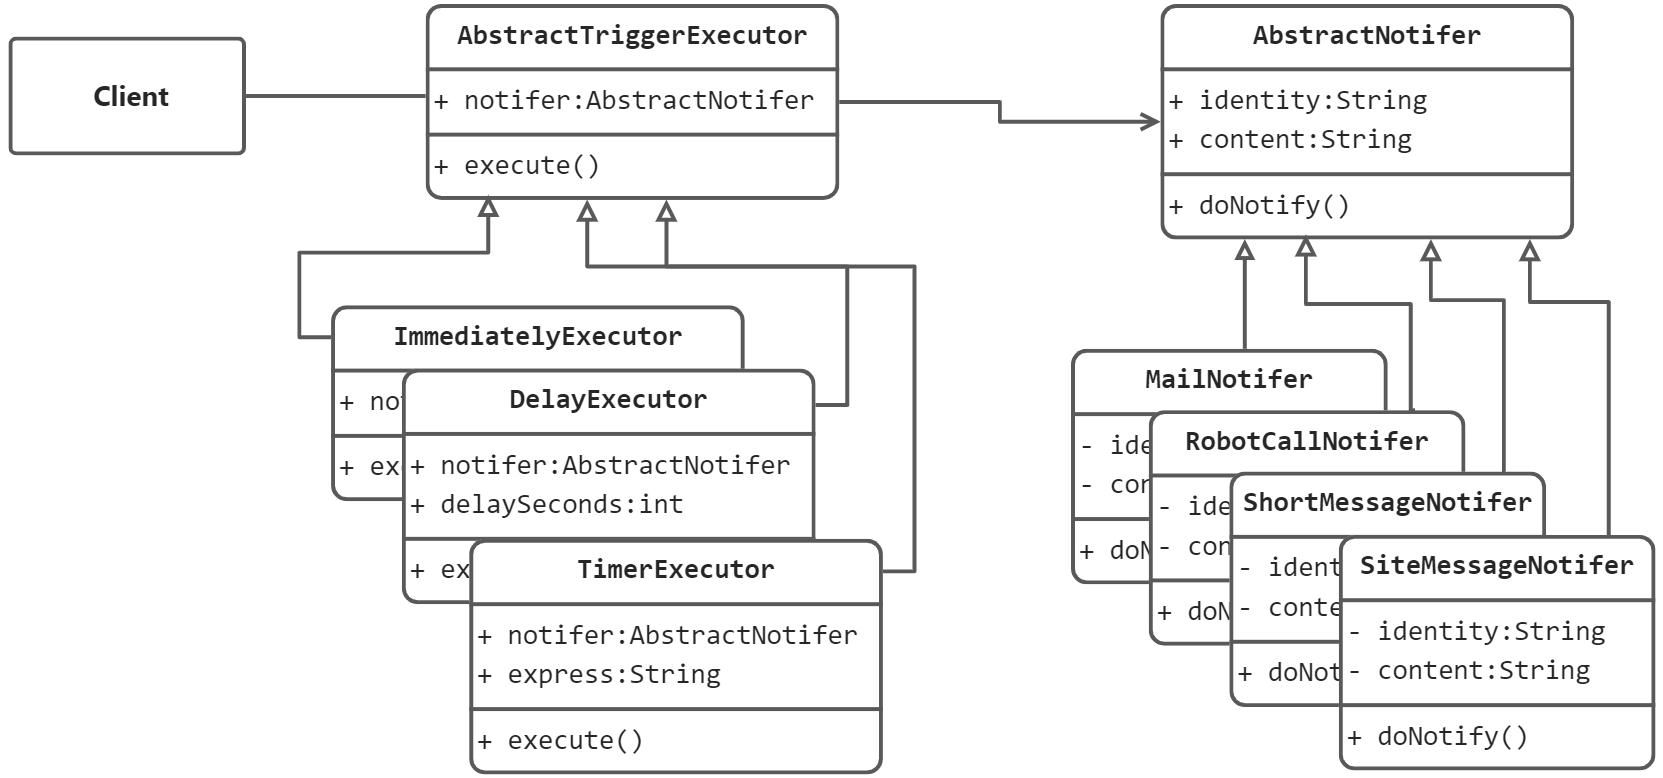 Client
AbstractTriggerExecutor
+ notifer:AbstractNotifer
+ execute()
AbstractNotifer
+ identity:String
+ content:String
+ doNotify()
ImmediatelyExecutor
+ no
+ ex
DelayExecutor
+ notifer:AbstractNotifer
+ delaySeconds:int
+ ex
TimerExecutor
+ notifer:AbstractNotifer
+ express:String
+ execute()
MailNotifer
- ide
- con
+ doN
RobotCallNotifer
- ide
- con
+ doN
ShortMessageNotifer
- ident
- conte
+ doNot
SiteMessageNotifer
- identity:String
- content:String
+ doNotify()